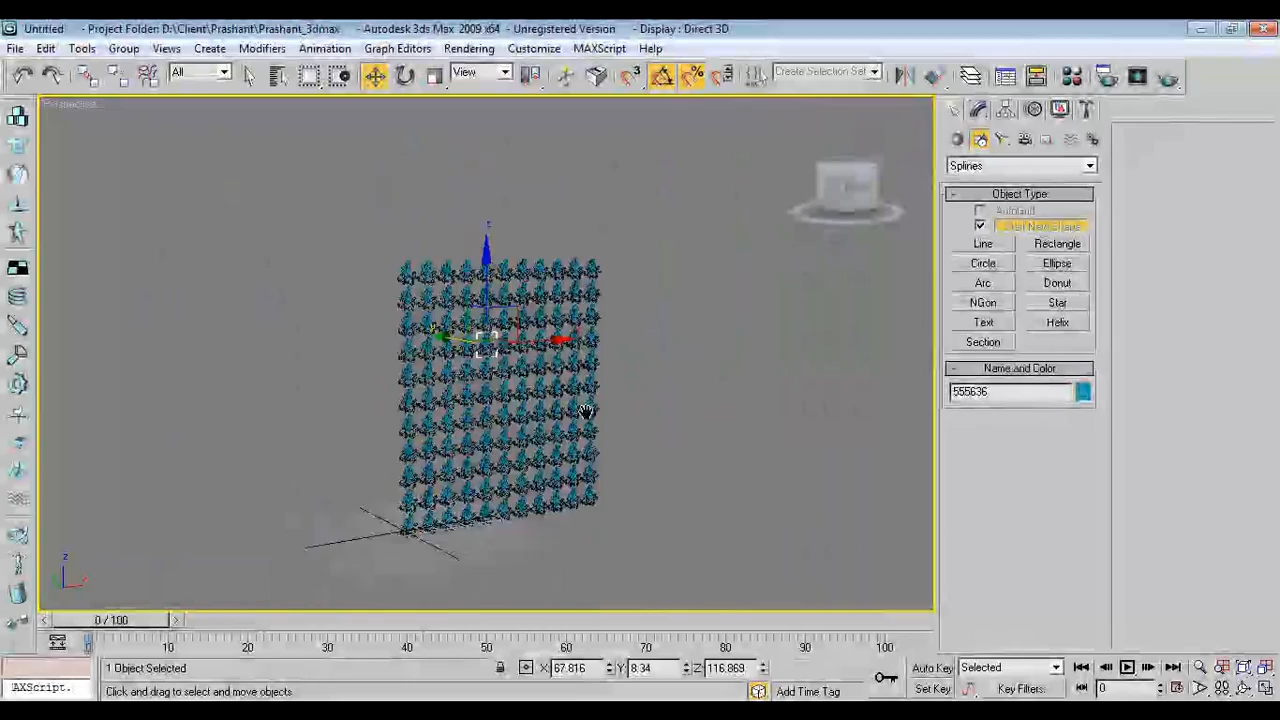 Untitled - Project Folder: D:\Client\Prashant\Prashant_3dmax - Autodesk 3ds Max 2009 x64 - Unregistered Version - Display : Direct 3D
File Edit Tools Group Views Create Modifiers Animation Graph Editors Rendering Customize MAXScript Help
All View Create Selection Set
Perspective
Splines
- Object Type
AutoGrid
Start New Shape
Line Rectangle
Circle Ellipse
Arc Donut
NGon Star
Text Helix
Section
- Name and Color
555636
z
z
0 / 100
10 20 30 40 50 60 70 80 90 100
1 Object Selected X: 67.816 Y: 8.34 Z: 116.869 Auto Key Selected
AXScript. Click and drag to select and move objects Add Time Tag Set Key Key Filters: 0